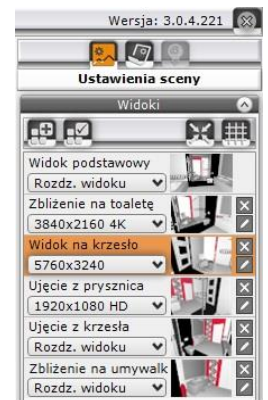 Wersja: 3.0.4.221
Ustawienia sceny
Widoki
Widok podstawowy
Rozdz. widoku
Zbliżenie na toaletę
3840x2160 4K
Widok na krzesło
5760x3240
Ujęcie z prysznica
1920x1080 HD
Ujęcie z krzesła
Rozdz. widoku
Zbliżenie na umywalk
Rozdz. widoku